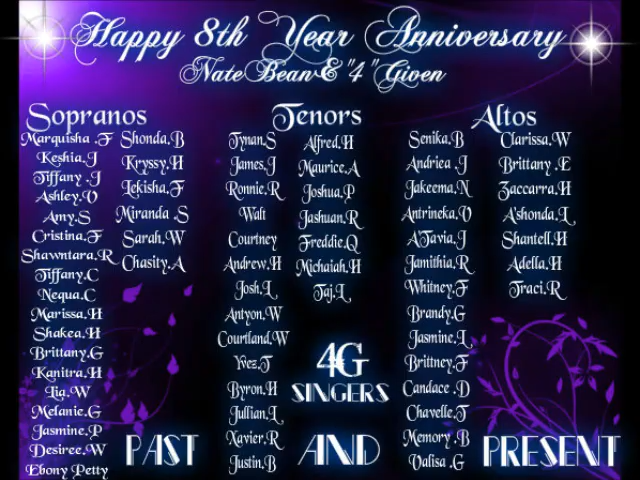 Happy 8th Year Anniversary
Nate Bean & "4" Given
Sopranos
Marquisha .F
Keshia.J
Tiffany .J
Ashley.V
Amy.S
Cristina.F
Shawntara.R
Tiffany.C
Nequa.C
Marissa.H
Shakea.H
Brittany.G
Kanitra.H
Liq.W
Melanie.G
Jasmine.P
Desiree.W
Ebony Petty
Shonda.B
Kryssy.H
Lekisha.F
Miranda .S
Sarah.W
Chasity.A
Tenors
Tynan.S
James.J
Ronnie.R
Walt
Courtney
Andrew.H
Josh.L
Antyon.W
Courtland.W
Yvez.T
Byron.H
Jullian.L
Xavier.R
Justin.B
Alfred.H
Maurice.A
Joshua.P
Jashuan.R
Freddie.Q
Michaiah.H
Taj.L
Altos
Senika.B
Andriea .J
Jakeema.N
Antrineka.V
A'Tavia.J
Jamithia.R
Whitney.F
Brandy.G
Jasmine.L
Brittney.F
Candace .D
Chavelle.T
Memory .B
Valisa .G
Clarissa.W
Brittany .E
Zaccarra.H
A'shonda.L
Shantell.H
Adella.H
Traci.R
4G
SINGERS
PAST AND PRESENT